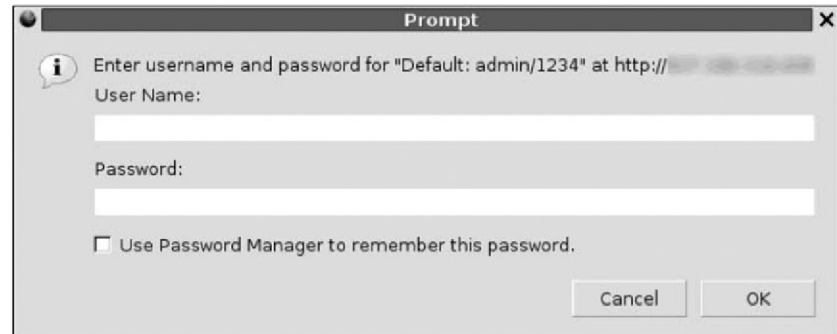 Prompt
Enter username and password for "Default: admin/1234" at http://
User Name:
Password:
Use Password Manager to remember this password.
Cancel
OK